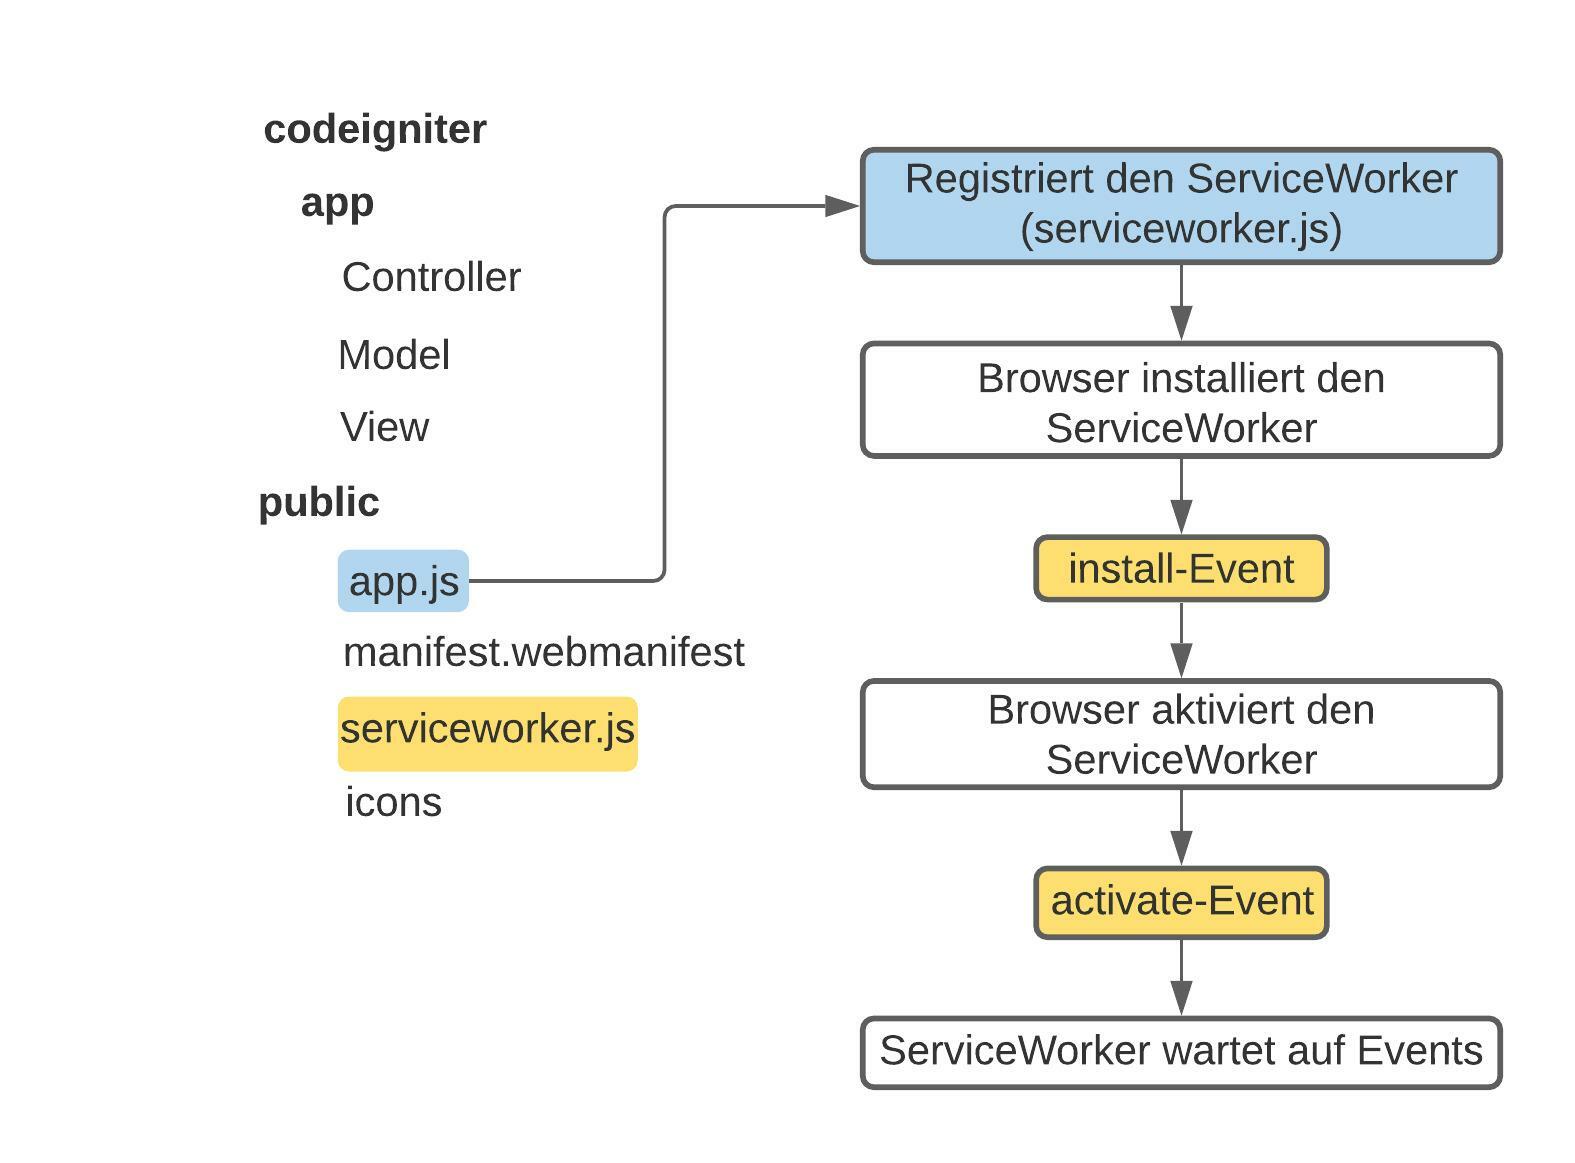 codeigniter
app
Controller
Model
View
public
app.js
manifest.webmanifest
serviceworker.js
icons
Registriert den ServiceWorker
(serviceworker.js)
Browser installiert den
ServiceWorker
install-Event
Browser aktiviert den
ServiceWorker
activate-Event
ServiceWorker wartet auf Events